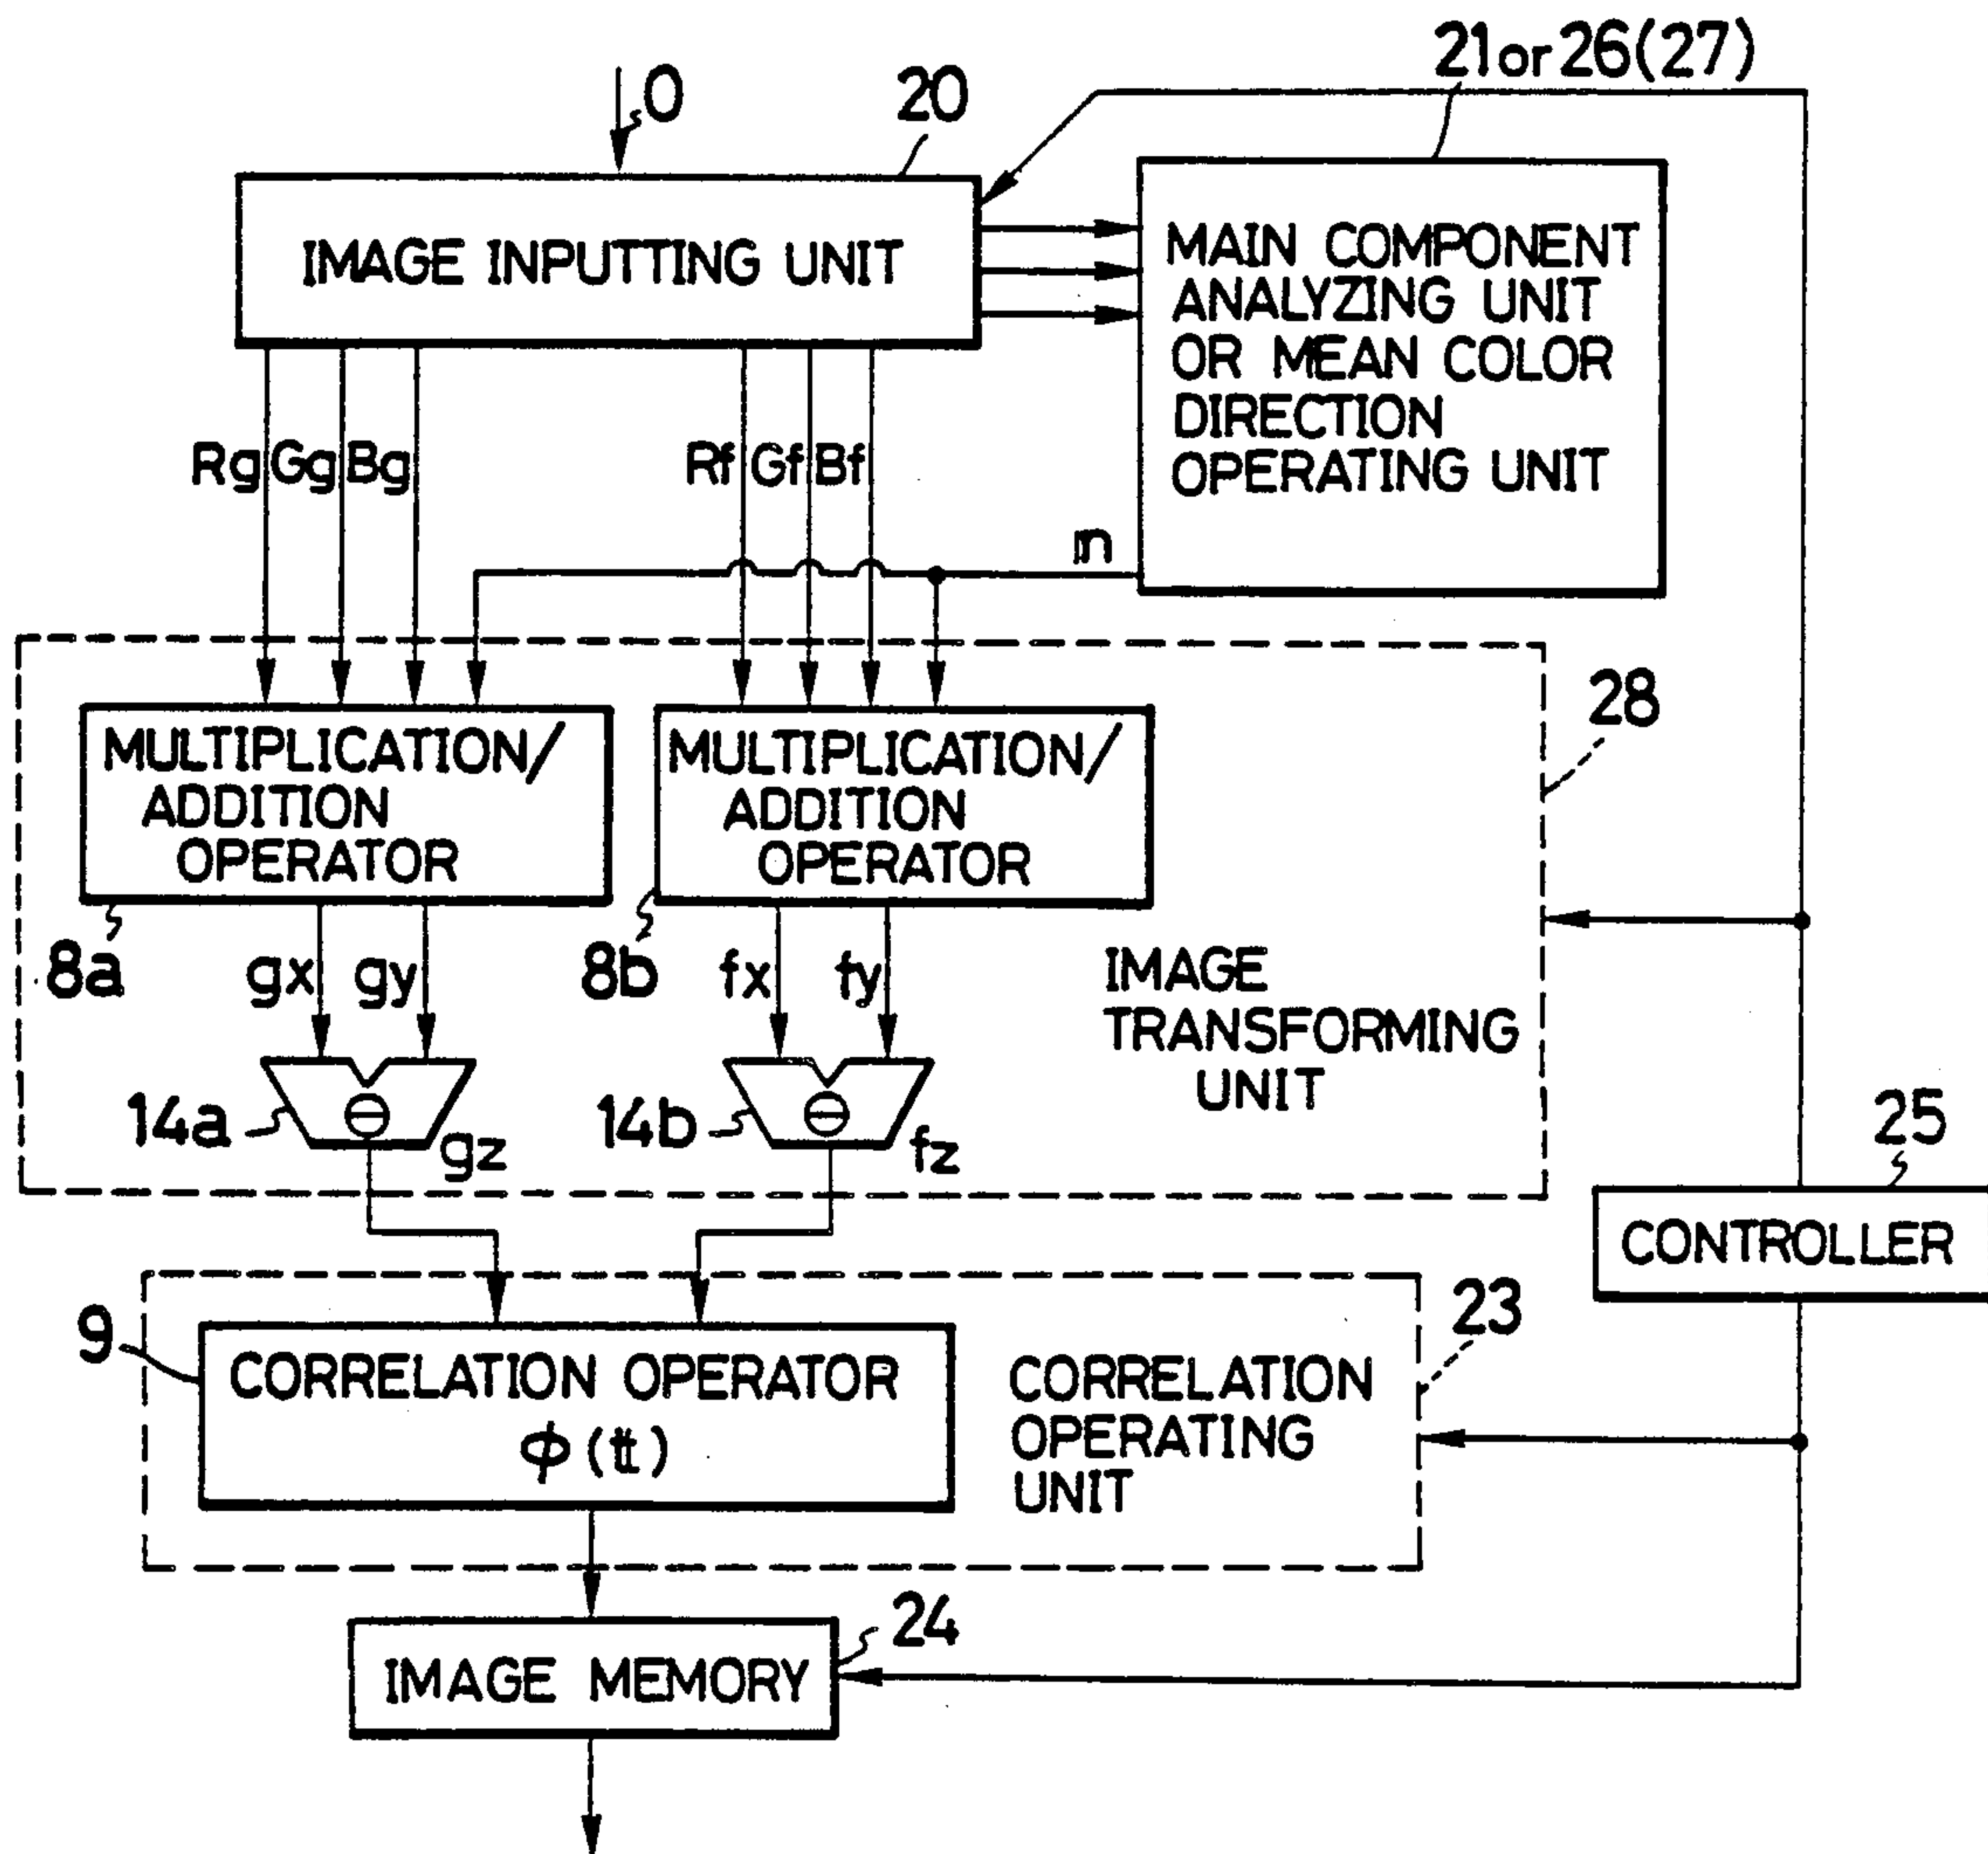 21 or 26(27)
O
20
IMAGE INPUTTING UNIT
MAIN COMPONENT
ANALYZING UNIT
OR MEAN COLOR
DIRECTION
OPERATING UNIT
Rg Gg Bg
Rf Gf Bf
n
28
MULTIPLICATION/
ADDITION
OPERATOR
MULTIPLICATION/
ADDITION
OPERATOR
8a
gx gy
8b
fx fy
IMAGE
TRANSFORMING
UNIT
14a
gz
14b
fz
25
CONTROLLER
9
23
CORRELATION OPERATOR
φ(t)
CORRELATION
OPERATING
UNIT
24
IMAGE MEMORY